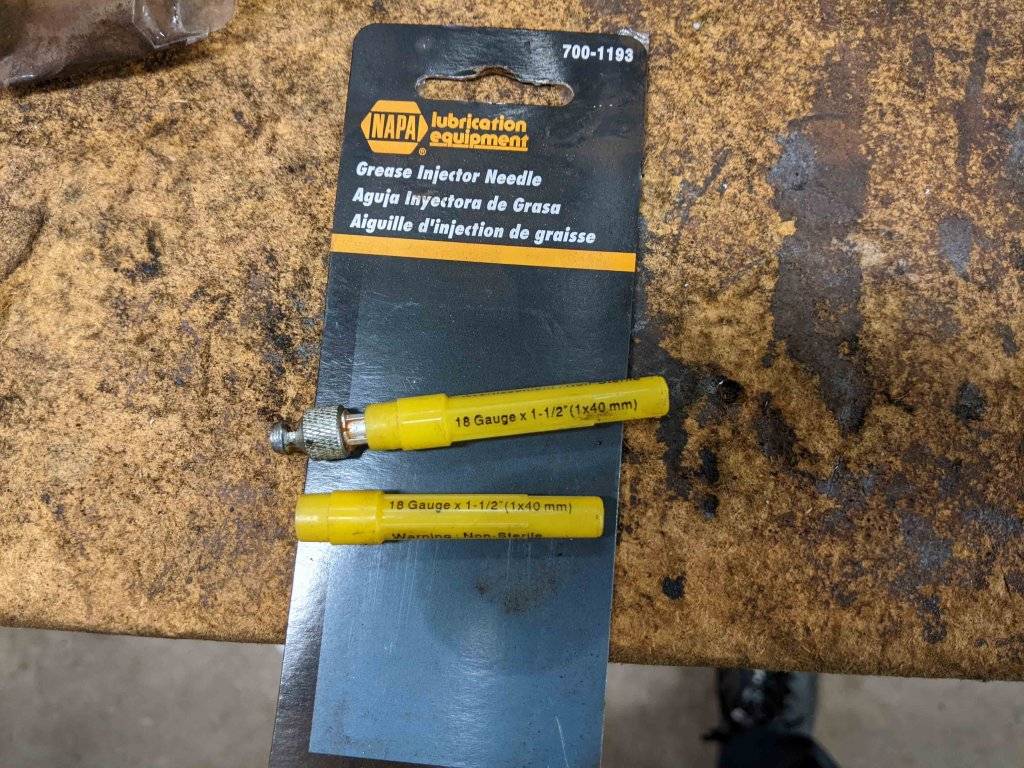 700-1193
NAPA
lubrication
equipment
®
Grease Injector Needle
Aguja Inyectora de Grasa
Aiguille d'injection de graisse
18 Gauge x 1-1/2"(1x40 mm)
18 Gauge x 1-1/2"(1x40 mm)
Warning: Non-Sterile